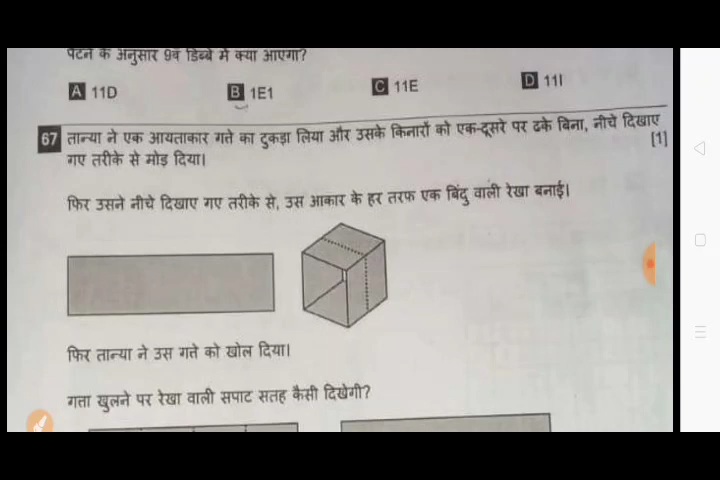 पैटर्न के अनुसार 9वें डिब्बे में क्या आएगा?
A 11D B 1E1 C 11E D 11I
67 तान्या ने एक आयताकार गत्ते का टुकड़ा लिया और उसके किनारों को एक-दूसरे पर ढके बिना, नीचे दिखाए
गए तरीके से मोड़ दिया। [1]
फिर उसने नीचे दिखाए गए तरीके से, उस आकार के हर तरफ एक बिंदु वाली रेखा बनाई।
फिर तान्या ने उस गत्ते को खोल दिया।
गत्ता खुलने पर रेखा वाली सपाट सतह कैसी दिखेगी?